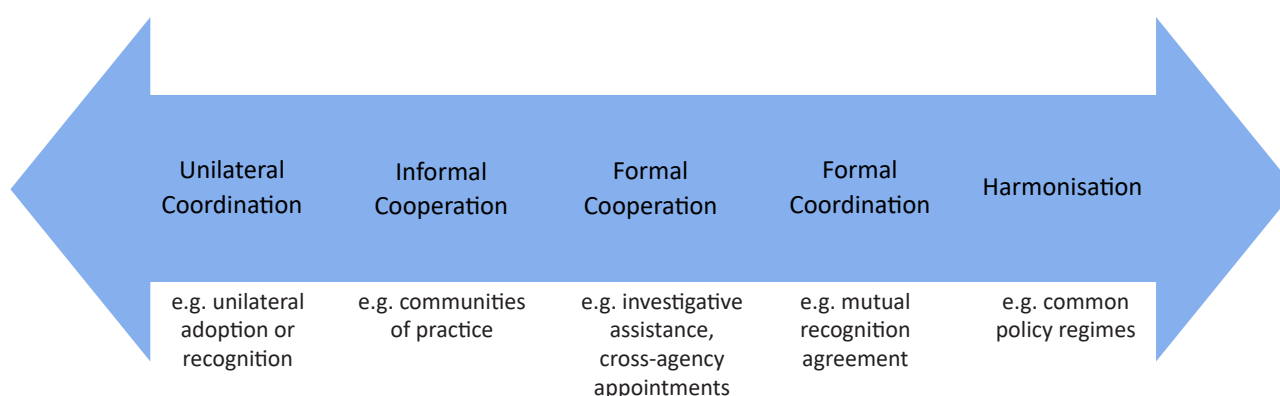 Unilateral
Coordination
Informal
Cooperation
Formal
Cooperation
Formal
Coordination
Harmonisation
e.g. unilateral
adoption or
recognition
e.g. communities
of practice
e.g. investigative
assistance,
cross-agency
appointments
e.g. mutual
recognition
agreement
e.g. common
policy regimes